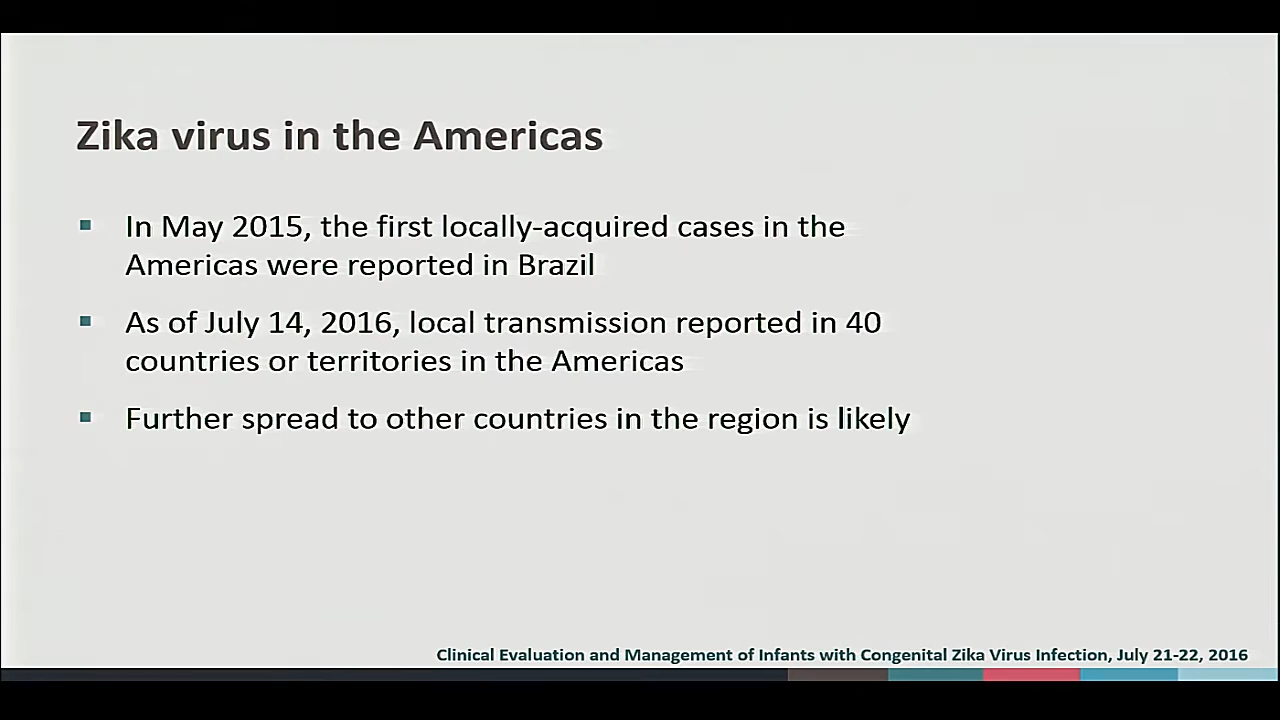 Zika virus in the Americas
In May 2015, the first locally-acquired cases in the
Americas were reported in Brazil
As of July 14, 2016, local transmission reported in 40
countries or territories in the Americas
Further spread to other countries in the region is likely
Clinical Evaluation and Management of Infants with Congenital Zika Virus Infection, July 21-22, 2016